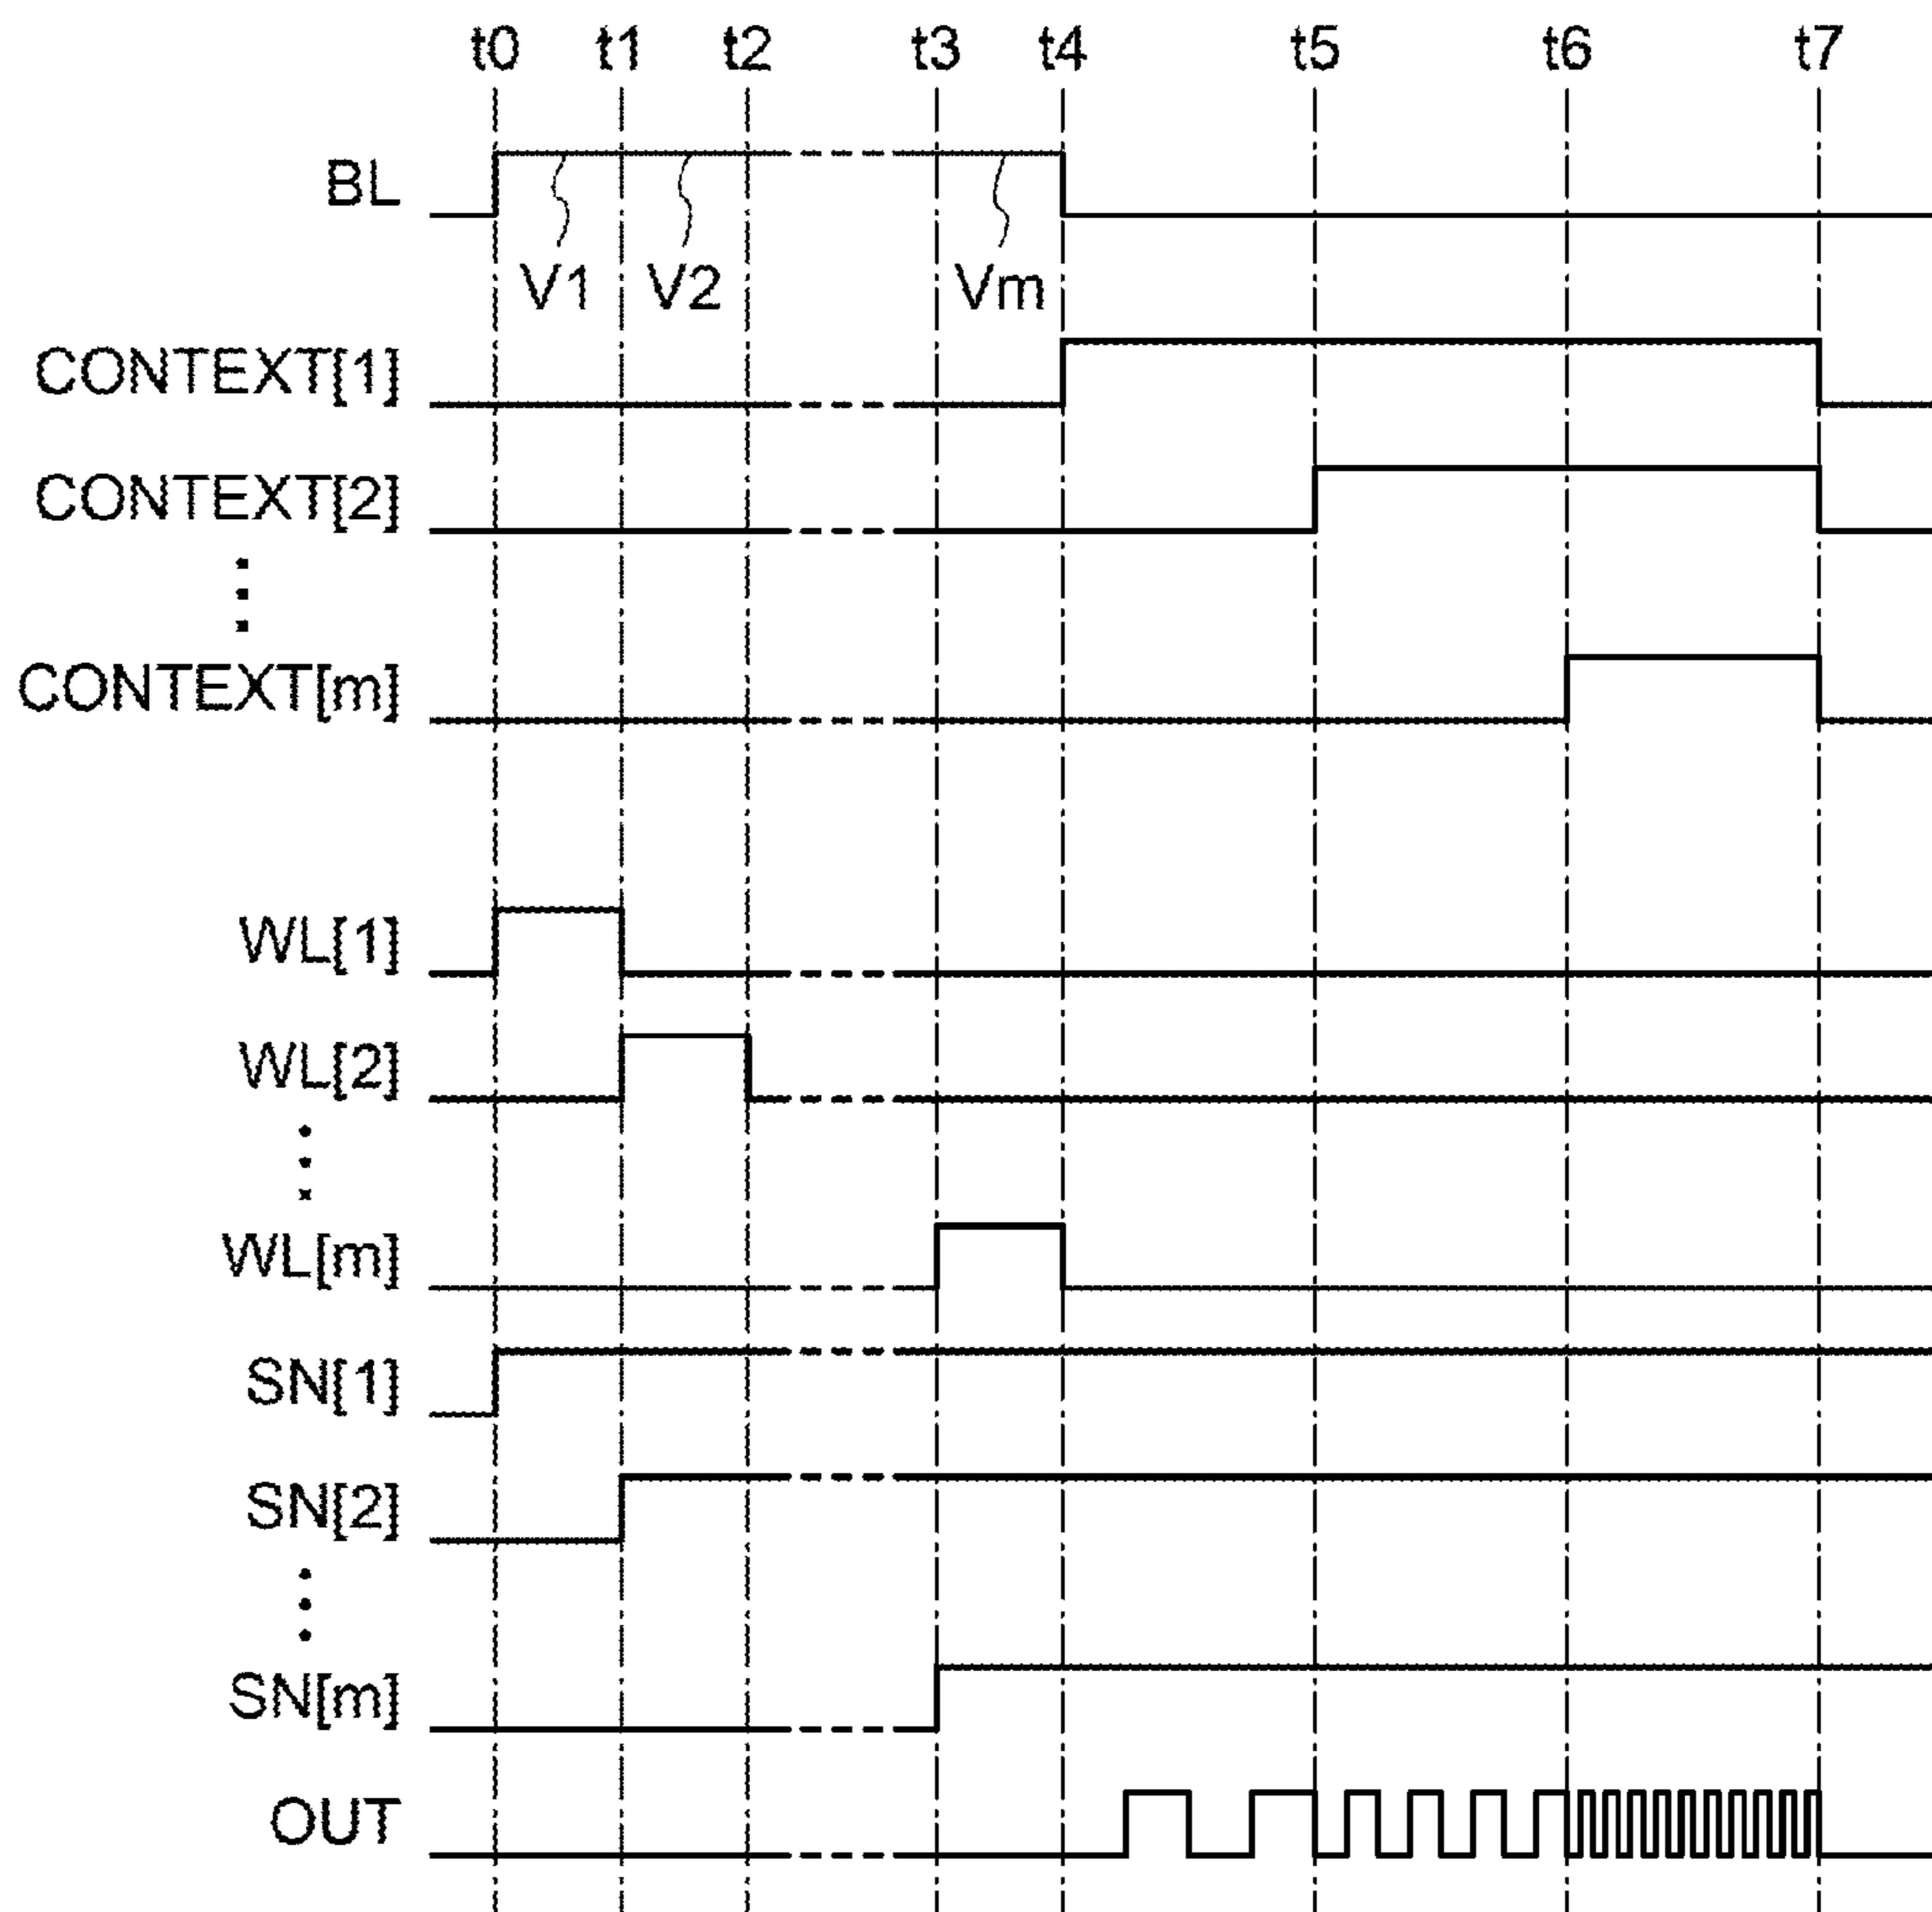 t0 t1 t2 t3 t4 t5 t6 t7
BL
V1 V2 Vm
CONTEXT[1]
CONTEXT[2]
CONTEXT[m]
WL[1]
WL[2]
WL[m]
SN[1]
SN[2]
SN[m]
OUT